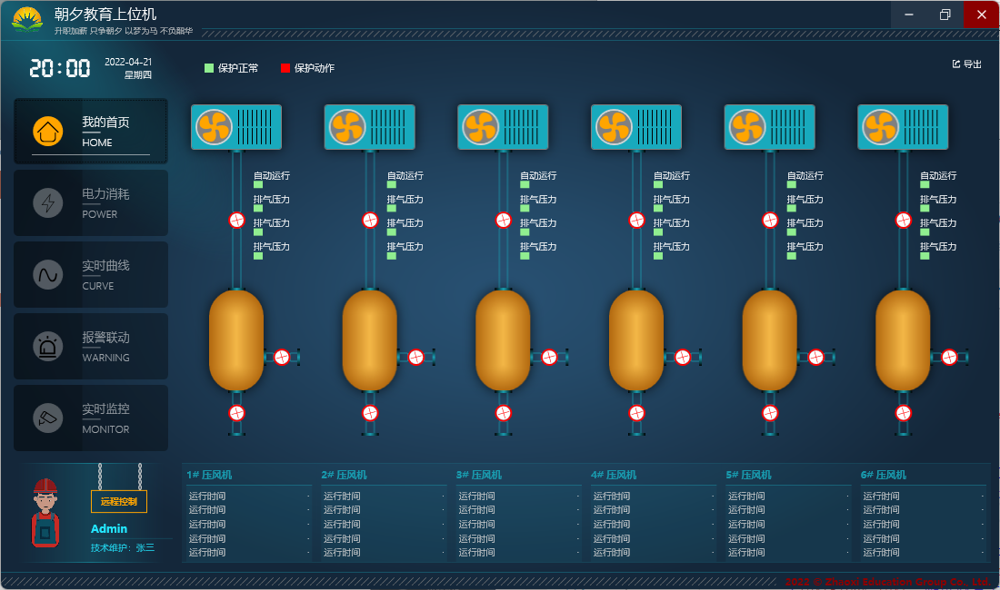 朝夕教育上位机
升职加薪 只争朝夕 以梦为马 不负韶华
20:00
2022-04-21
星期四
保护正常
保护动作
导出
我的首页
HOME
电力消耗
POWER
实时曲线
CURVE
报警联动
WARNING
实时监控
MONITOR
自动运行 自动运行 自动运行 自动运行 自动运行 自动运行
排气压力 排气压力 排气压力 排气压力 排气压力 排气压力
排气压力 排气压力 排气压力 排气压力 排气压力 排气压力
排气压力 排气压力 排气压力 排气压力 排气压力 排气压力
远程控制
Admin
技术维护：张三
1# 压风机 2# 压风机 3# 压风机 4# 压风机 5# 压风机 6# 压风机
运行时间 - 运行时间 - 运行时间 - 运行时间 - 运行时间 - 运行时间 -
运行时间 - 运行时间 - 运行时间 - 运行时间 - 运行时间 - 运行时间 -
运行时间 - 运行时间 - 运行时间 - 运行时间 - 运行时间 - 运行时间 -
运行时间 - 运行时间 - 运行时间 - 运行时间 - 运行时间 - 运行时间 -
运行时间 - 运行时间 - 运行时间 - 运行时间 - 运行时间 - 运行时间 -
2022 © Zhaoxi Education Group Co., Ltd.